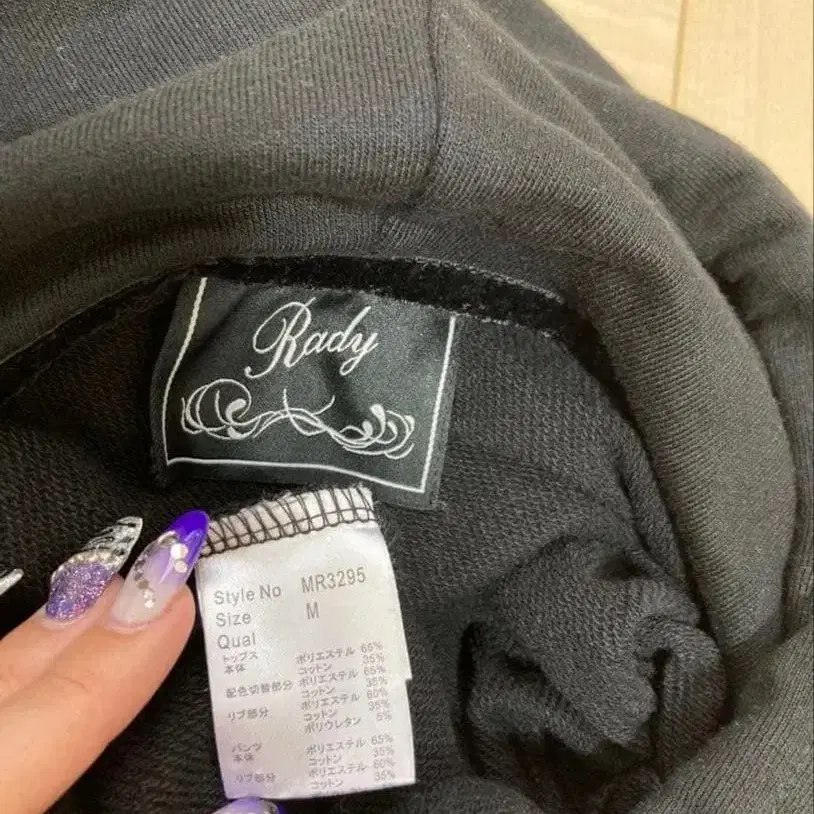 Rady
Style No MR3295
Size M
Qual
トップス
本体 ポリエステル 65%
コットン 35%
配色切替部分 ポリエステル 65%
コットン 35%
リブ部分 ポリエステル 60%
コットン 35%
ポリウレタン 5%
パンツ
本体 ポリエステル 65%
コットン 35%
リブ部分 ポリエステル 60%
コットン 35%